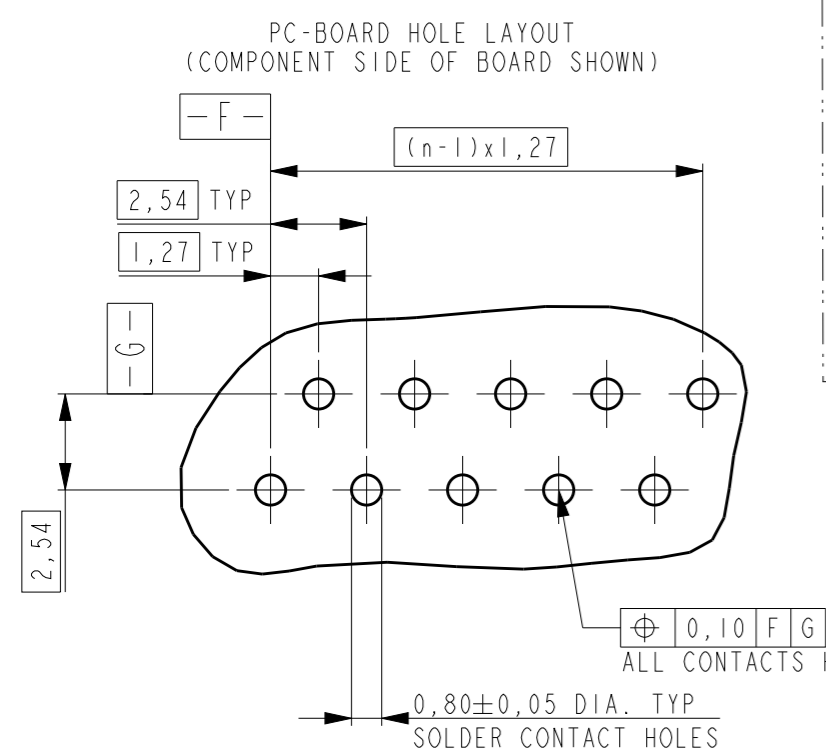 PC-BOARD HOLE LAYOUT
(COMPONENT SIDE OF BOARD SHOWN)
-F-
(n-1)x1,27
2,54 TYP
1,27 TYP
-G-
2,54
⌖ 0,10 F G
ALL CONTACTS
0,80±0,05 DIA. TYP
SOLDER CONTACT HOLES